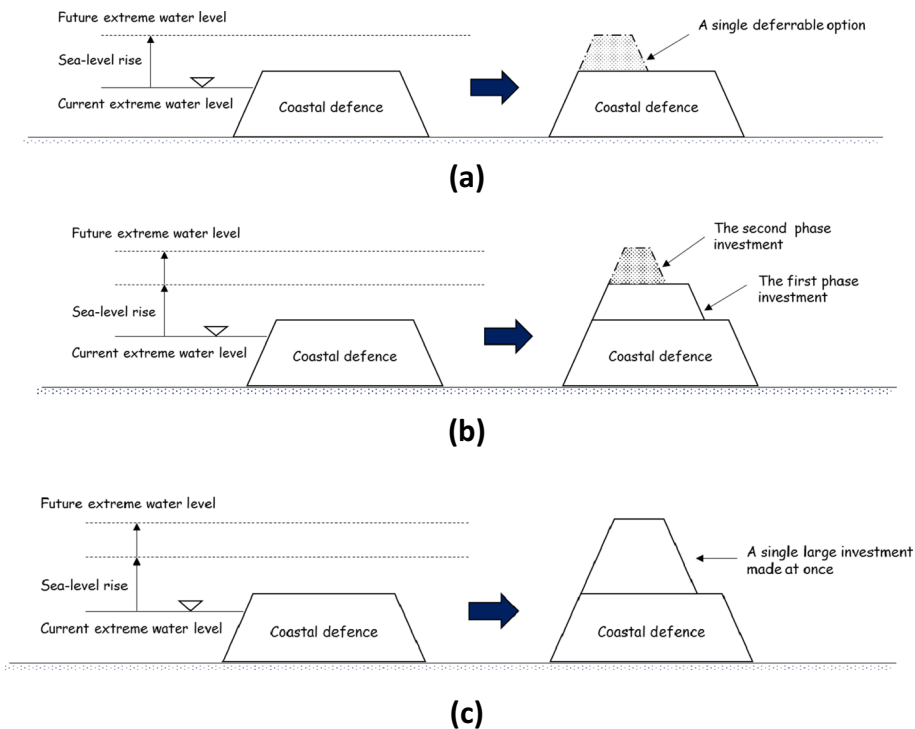 Future extreme water level
A single deferrable option
Sea-level rise
Current extreme water level
Coastal defence
Coastal defence
(a)
The second phase
investment
Future extreme water level
The first phase
investment
Sea-level rise
Current extreme water level
Coastal defence
Coastal defence
(b)
Future extreme water level
A single large investment
made at once
Sea-level rise
Current extreme water level
Coastal defence
Coastal defence
(c)